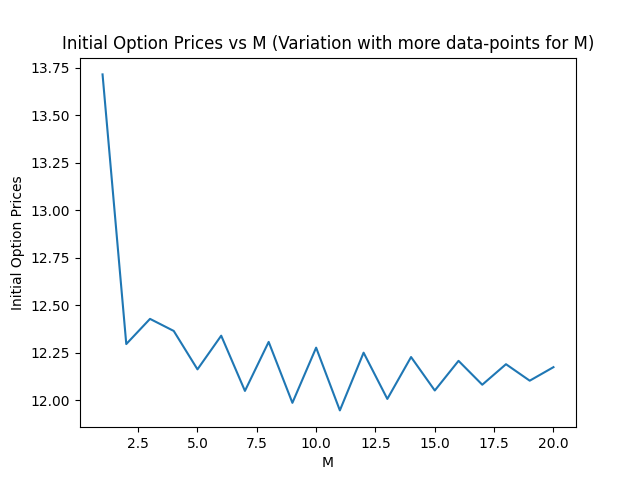 Initial Option Prices vs M (Variation with more data-points for M)
13.75
13.50
13.25
13.00
12.75
12.50
12.25
12.00
Initial Option Prices
2.5 5.0 7.5 10.0 12.5 15.0 17.5 20.0
M